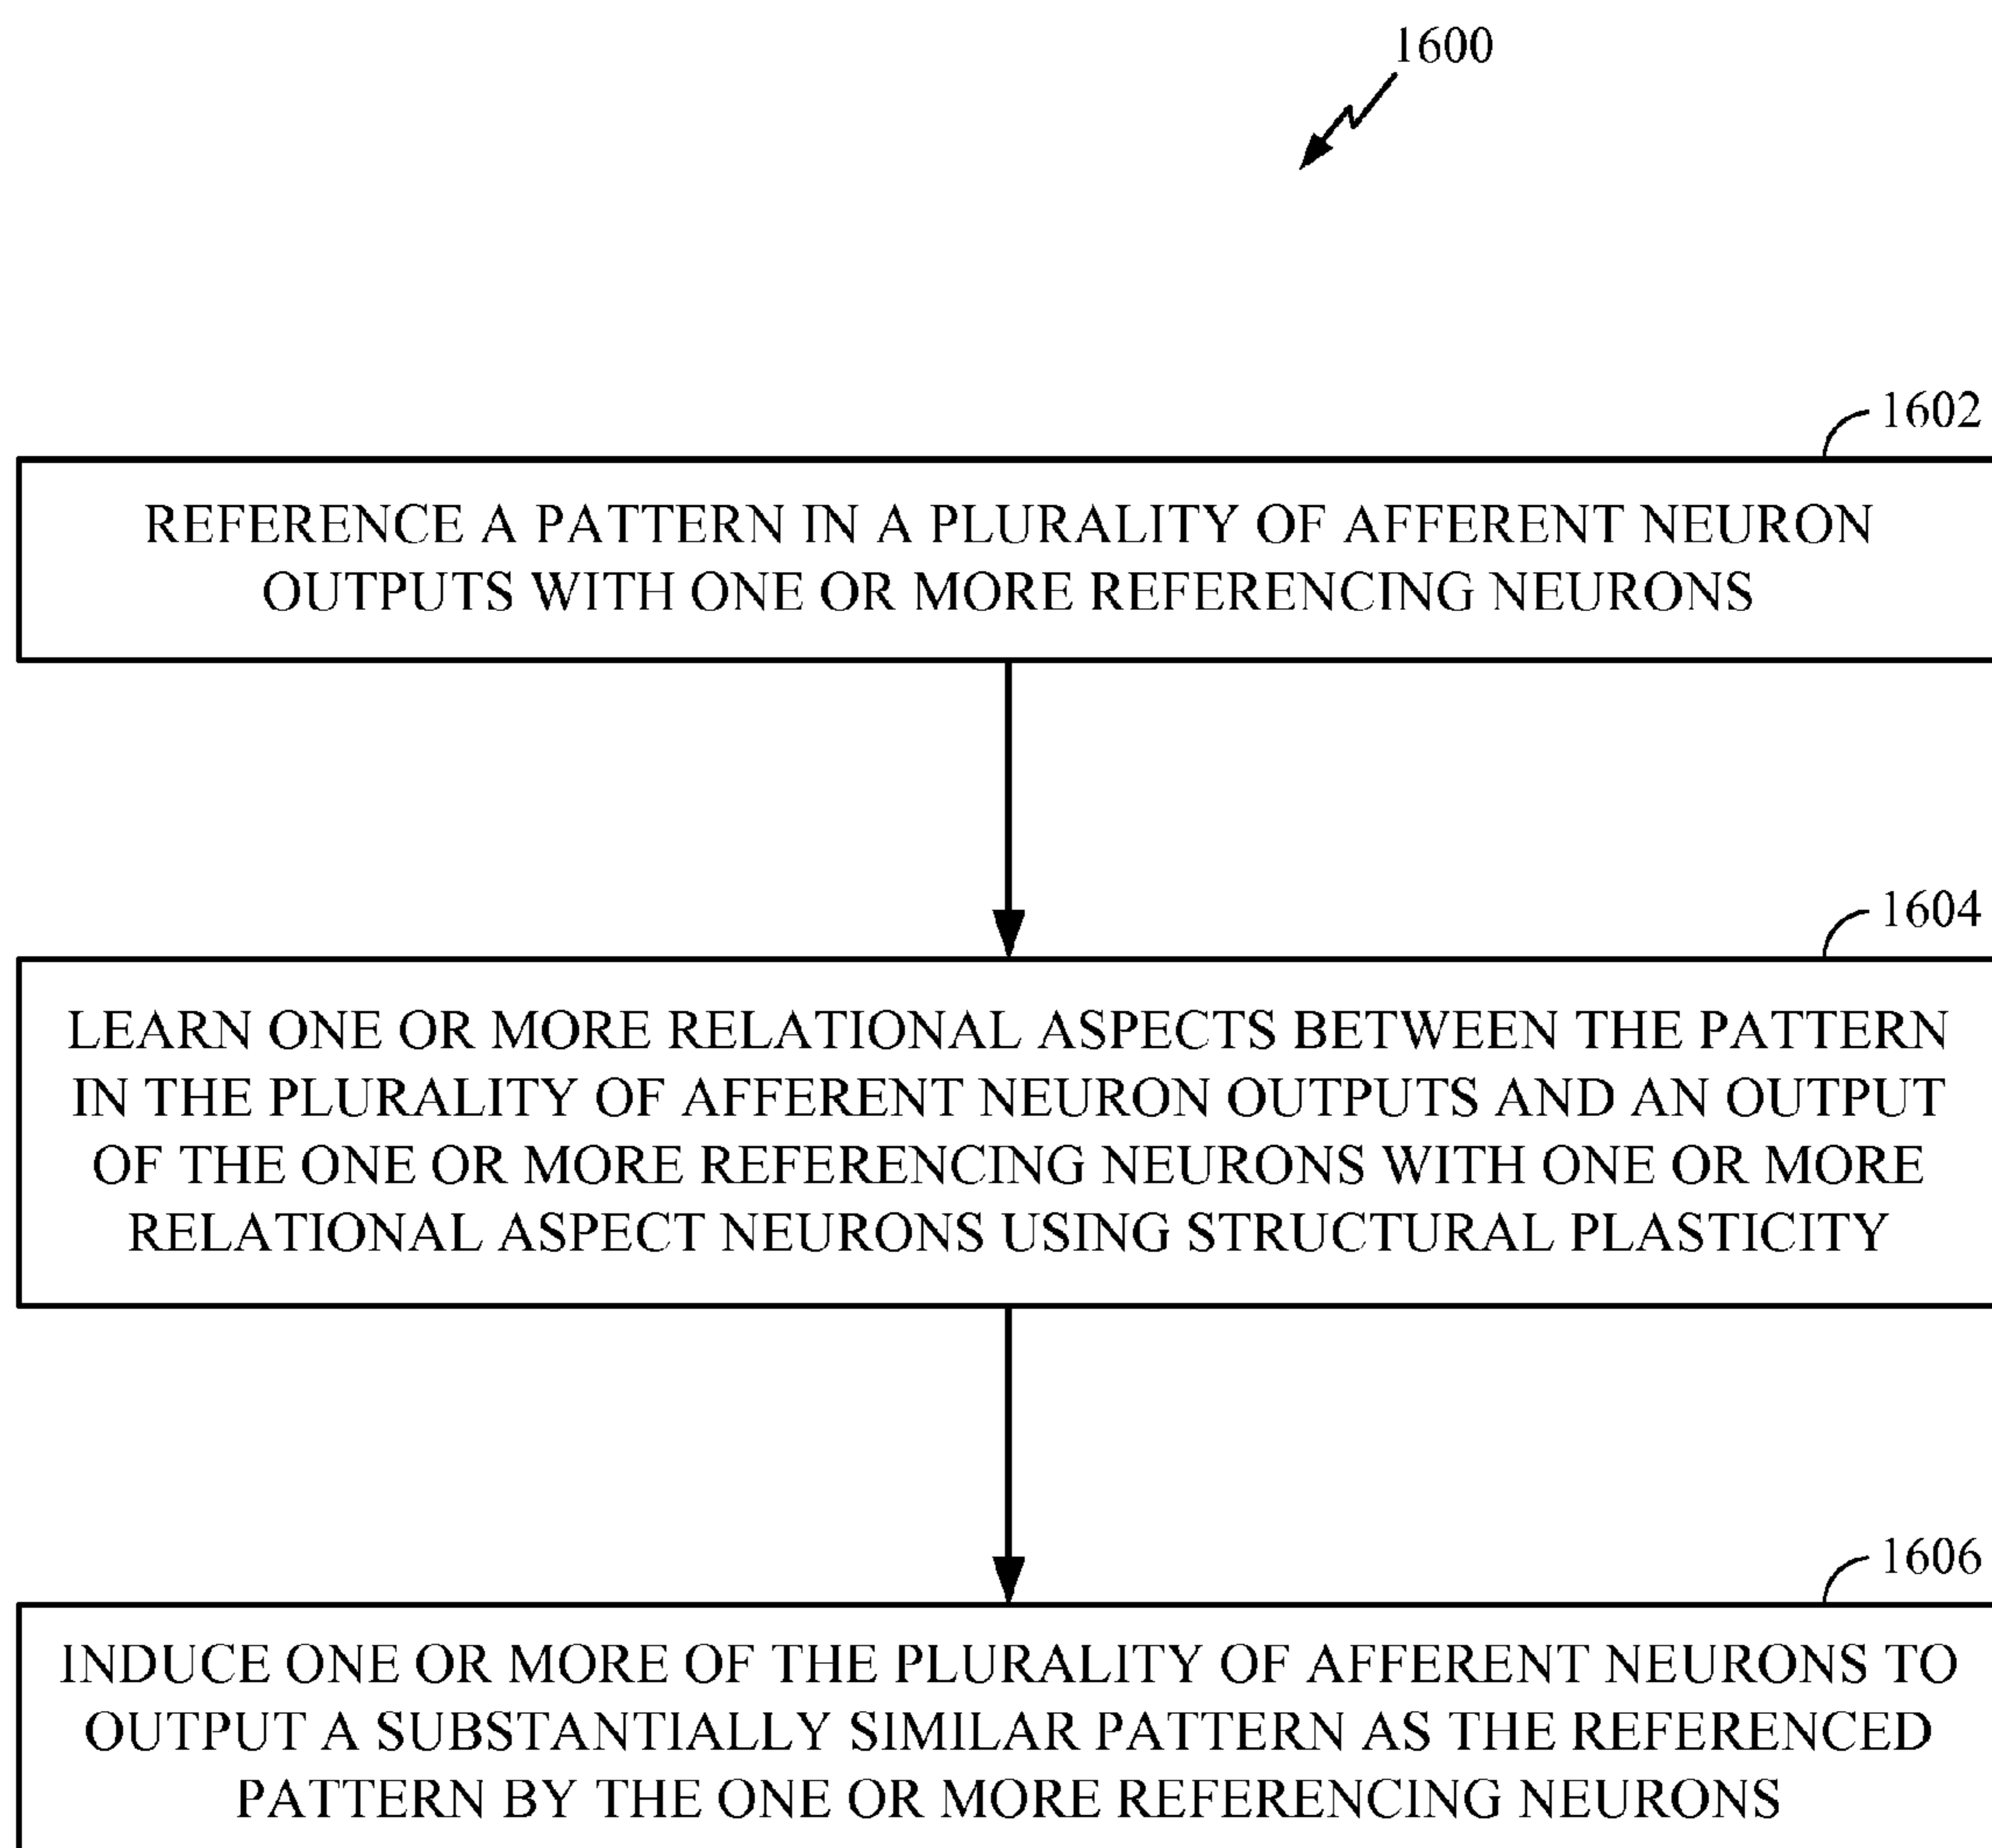 1600
1602
REFERENCE A PATTERN IN A PLURALITY OF AFFERENT NEURON
OUTPUTS WITH ONE OR MORE REFERENCING NEURONS
1604
LEARN ONE OR MORE RELATIONAL ASPECTS BETWEEN THE PATTERN
IN THE PLURALITY OF AFFERENT NEURON OUTPUTS AND AN OUTPUT
OF THE ONE OR MORE REFERENCING NEURONS WITH ONE OR MORE
RELATIONAL ASPECT NEURONS USING STRUCTURAL PLASTICITY
1606
INDUCE ONE OR MORE OF THE PLURALITY OF AFFERENT NEURONS TO
OUTPUT A SUBSTANTIALLY SIMILAR PATTERN AS THE REFERENCED
PATTERN BY THE ONE OR MORE REFERENCING NEURONS